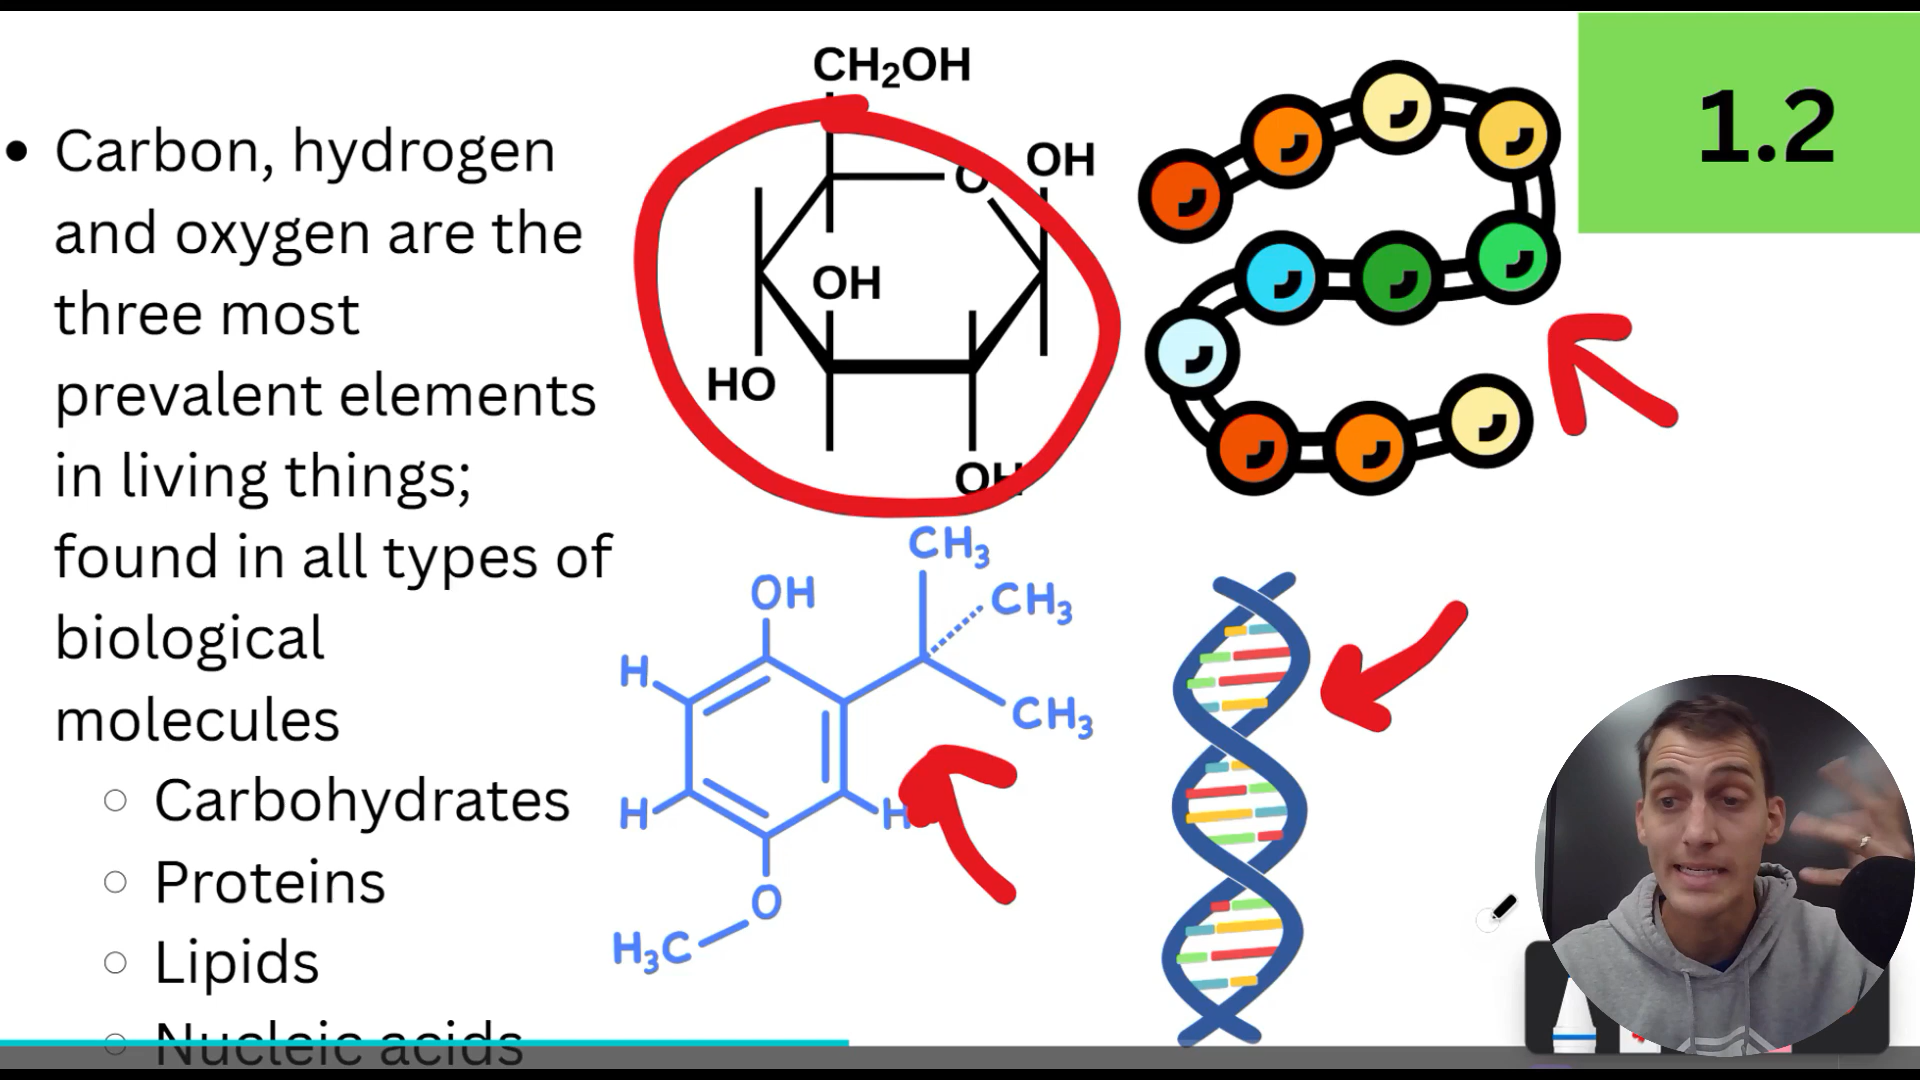 1.2
• Carbon, hydrogen
and oxygen are the
three most
prevalent elements
in living things;
found in all types of
biological
molecules
○ Carbohydrates
○ Proteins
○ Lipids
○ Nucleic acids
CH₂OH
O
OH
OH
HO
OH
CH₃
OH
CH₃
H
CH₃
H
H
O
H₃C